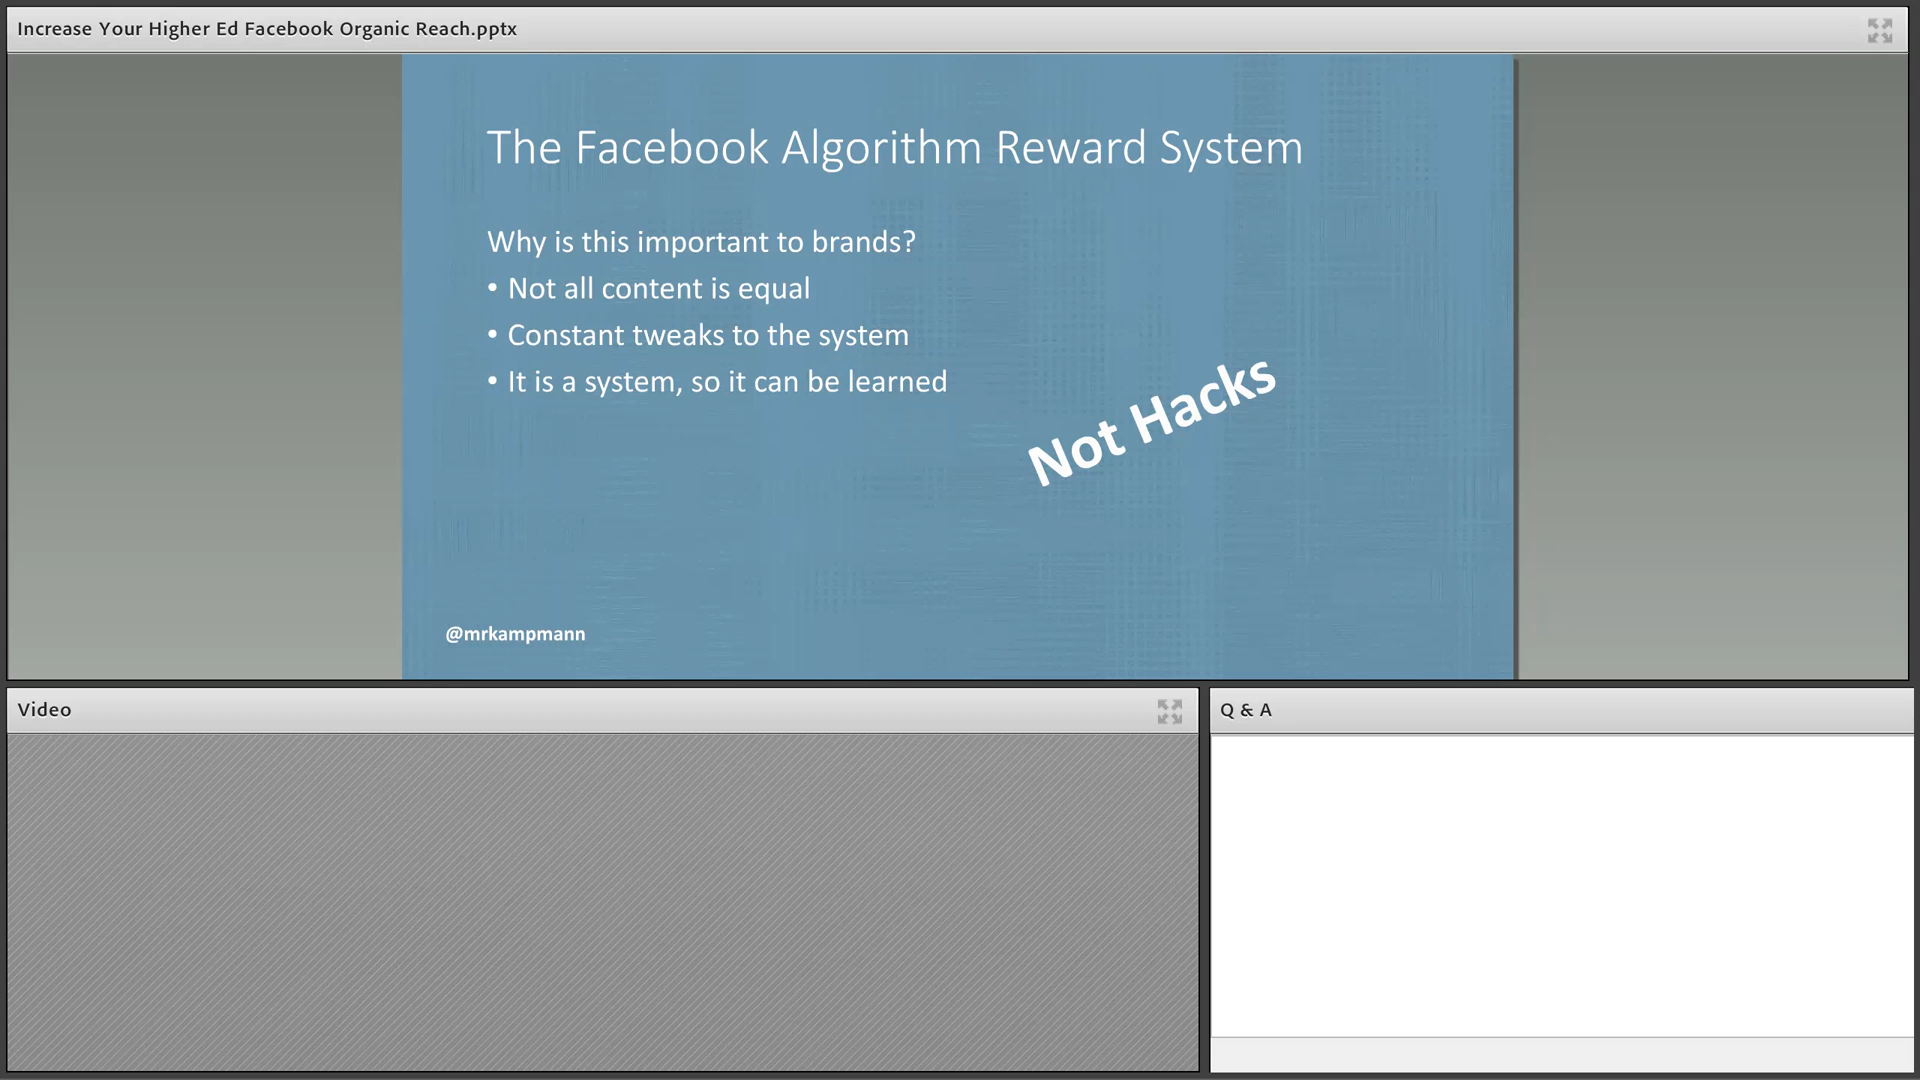 Increase Your Higher Ed Facebook Organic Reach.pptx
The Facebook Algorithm Reward System
Why is this important to brands?
• Not all content is equal
• Constant tweaks to the system
• It is a system, so it can be learned
Not Hacks
@mrkampmann
Video
Q & A